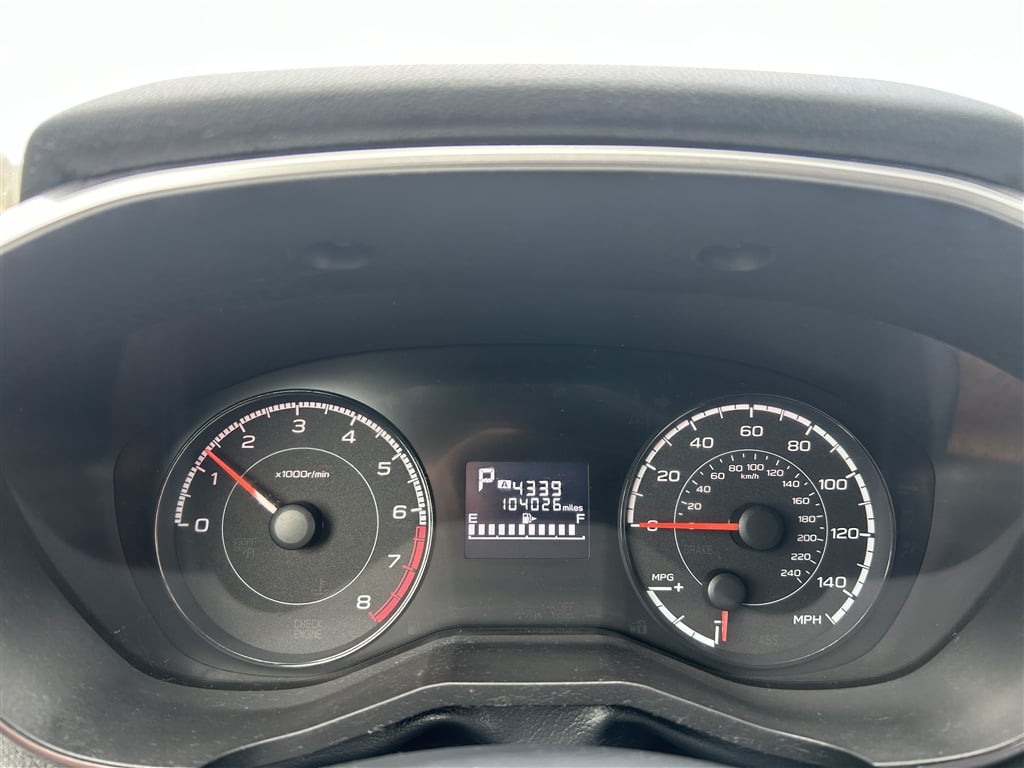 0 1 2 3 4 5 6 7 8
x1000r/min
CHECK
ENGINE
P
A 4339
104026 miles
E F
0 20 40 60 80 100 120 140
MPH
20 40 60 80 100 120 140 160 180 200 220 240
km/h
BRAKE
MPG
+
-
ABS